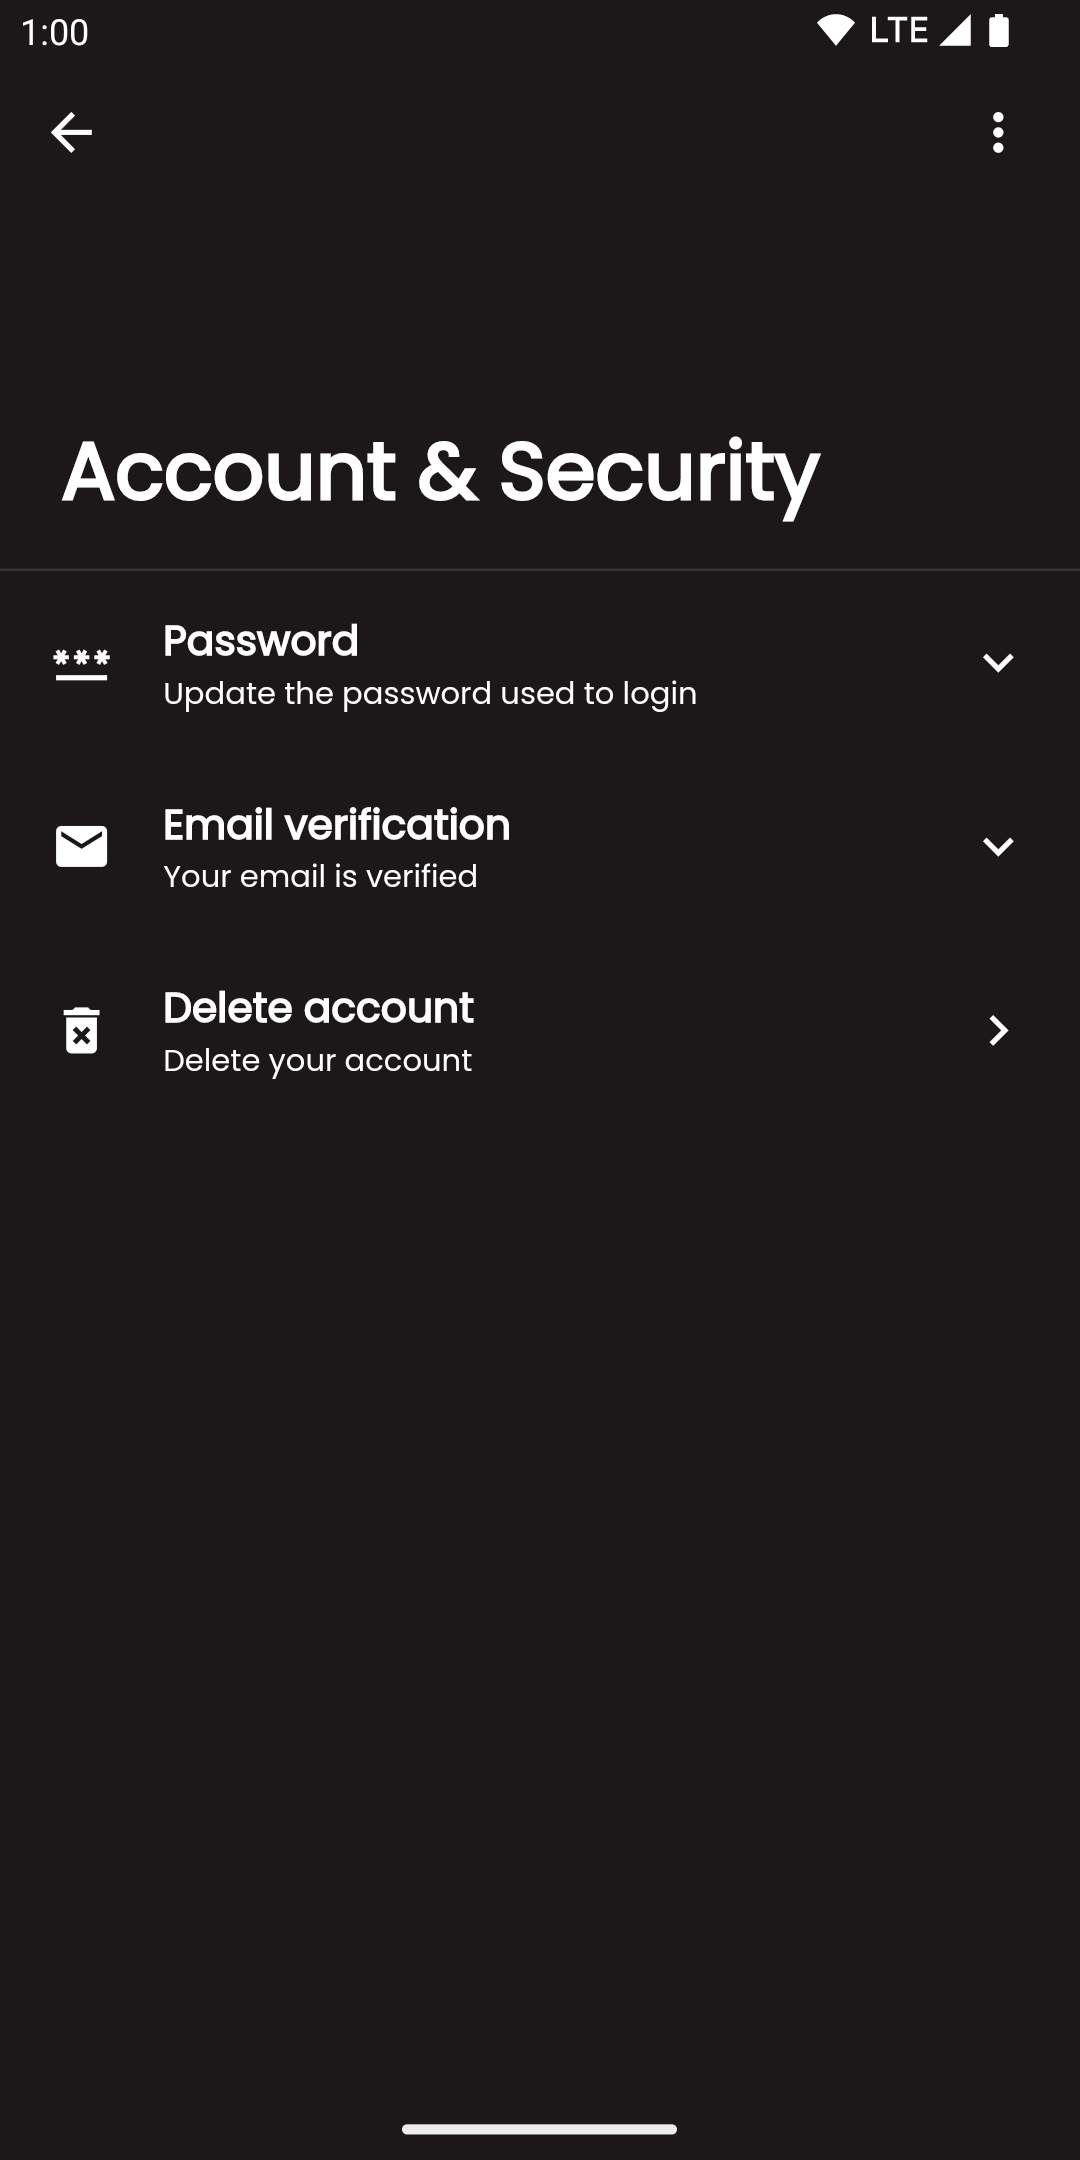 1:00
LTE
Account & Security
Password
Update the password used to login
Email verification
Your email is verified
Delete account
Delete your account